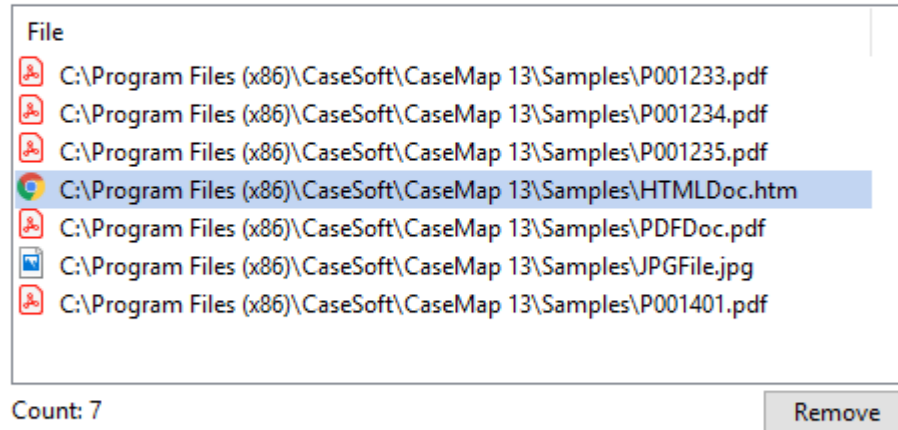 File
C:\Program Files (x86)\CaseSoft\CaseMap 13\Samples\P001233.pdf
C:\Program Files (x86)\CaseSoft\CaseMap 13\Samples\P001234.pdf
C:\Program Files (x86)\CaseSoft\CaseMap 13\Samples\P001235.pdf
C:\Program Files (x86)\CaseSoft\CaseMap 13\Samples\HTMLDoc.htm
C:\Program Files (x86)\CaseSoft\CaseMap 13\Samples\PDFDoc.pdf
C:\Program Files (x86)\CaseSoft\CaseMap 13\Samples\JPGFile.jpg
C:\Program Files (x86)\CaseSoft\CaseMap 13\Samples\P001401.pdf
Count: 7 Remove